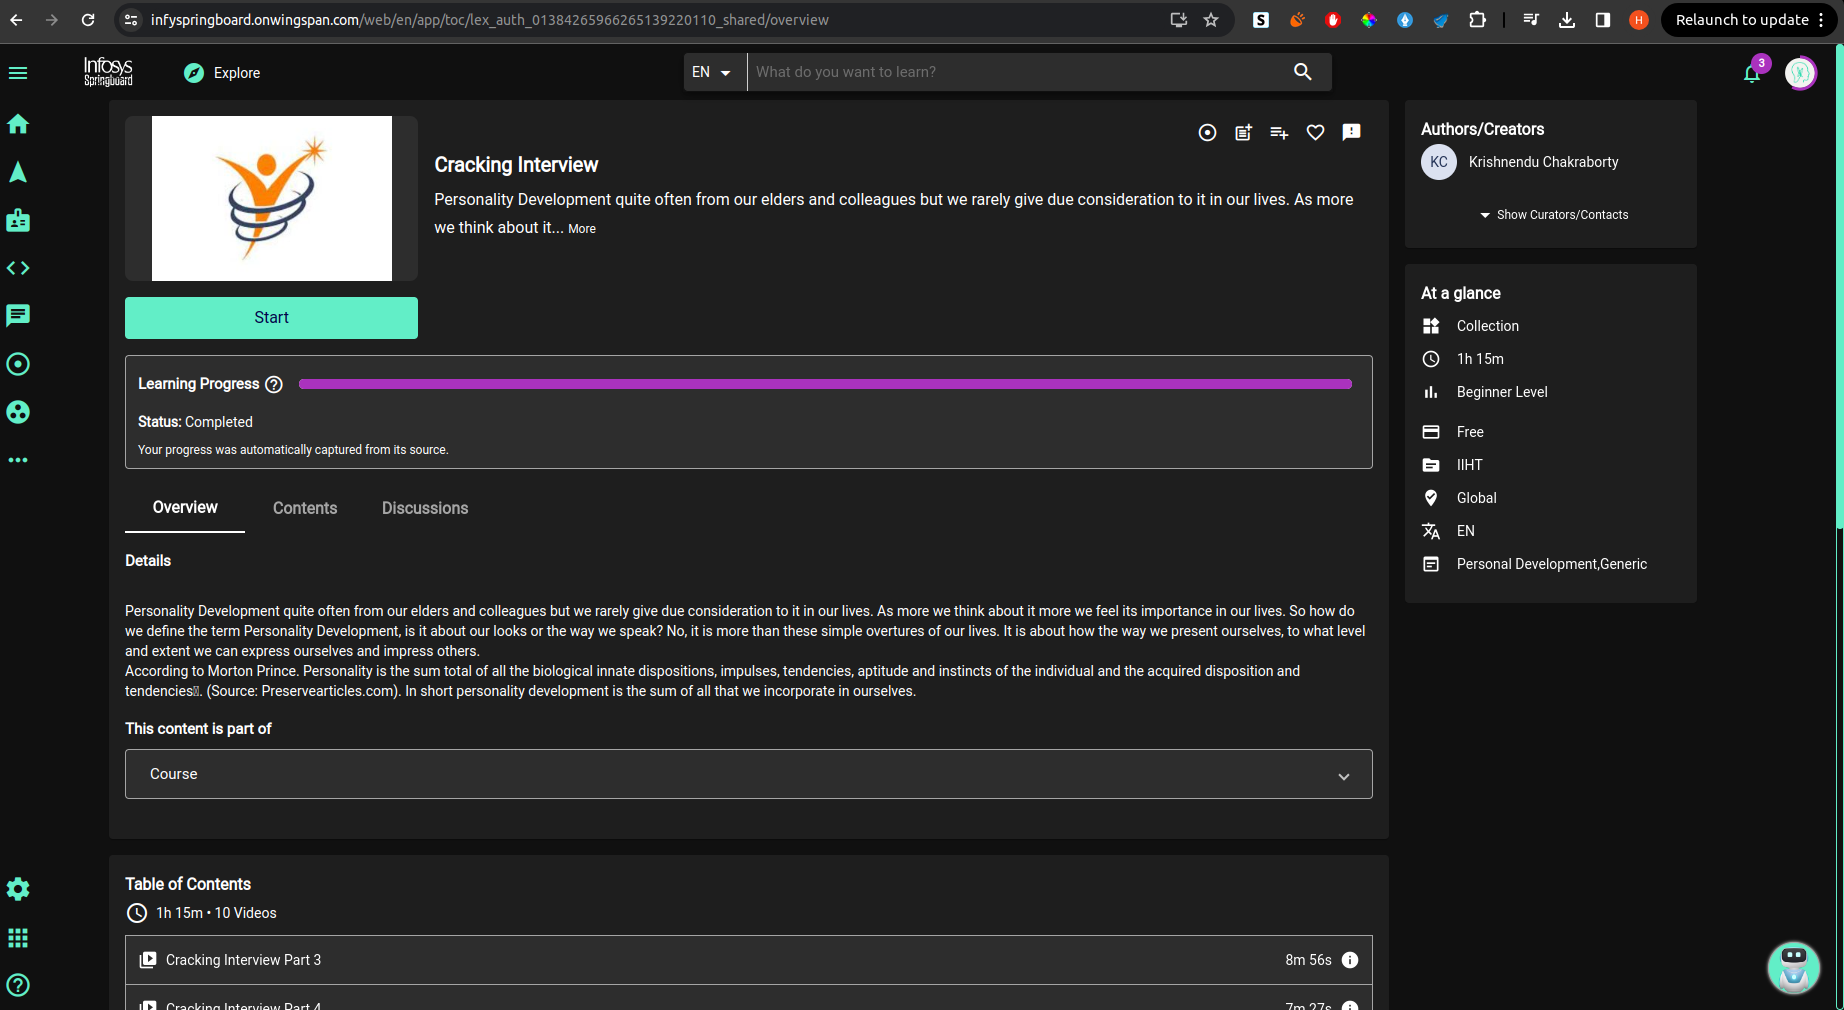 infyspringboard.onwingspan.com/web/en/app/toc/lex_auth_01384265966265139220110_shared/overview
S
H
Relaunch to update
Infosys
Springboard
Explore
EN
What do you want to learn?
3
Cracking Interview
Personality Development quite often from our elders and colleagues but we rarely give due consideration to it in our lives. As more
we think about it... More
Start
Learning Progress
Status: Completed
Your progress was automatically captured from its source.
Overview
Contents
Discussions
Details
Personality Development quite often from our elders and colleagues but we rarely give due consideration to it in our lives. As more we think about it more we feel its importance in our lives. So how do
we define the term Personality Development, is it about our looks or the way we speak? No, it is more than these simple overtures of our lives. It is about how the way we present ourselves, to what level
and extent we can express ourselves and impress others.
According to Morton Prince. Personality is the sum total of all the biological innate dispositions, impulses, tendencies, aptitude and instincts of the individual and the acquired disposition and
tendencies. (Source: Preservearticles.com). In short personality development is the sum of all that we incorporate in ourselves.
This content is part of
Course
Table of Contents
1h 15m • 10 Videos
Cracking Interview Part 3
8m 56s
Cracking Interview Part 4
7m 27s
Authors/Creators
KC
Krishnendu Chakraborty
Show Curators/Contacts
At a glance
Collection
1h 15m
Beginner Level
Free
IIHT
Global
EN
Personal Development,Generic